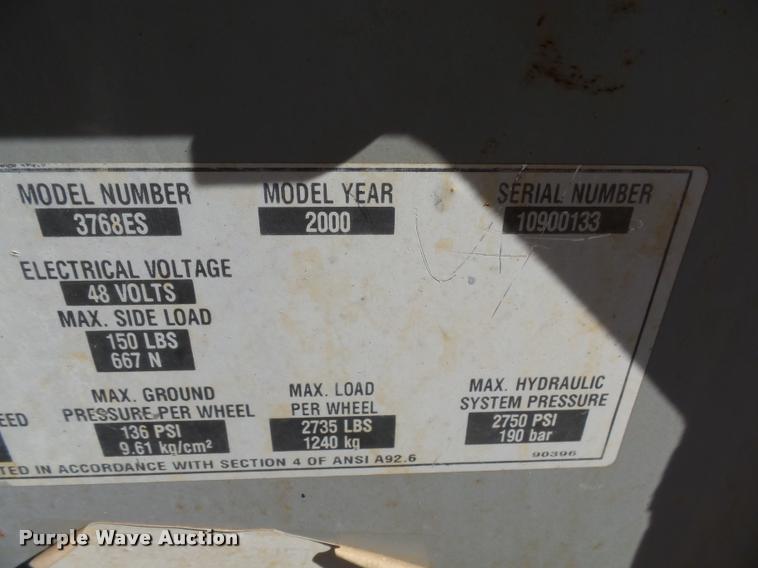 MODEL NUMBER MODEL YEAR SERIAL NUMBER
3768ES 2000 10900133
ELECTRICAL VOLTAGE
48 VOLTS
MAX. SIDE LOAD
150 LBS
667 N
MAX. GROUND MAX. LOAD MAX. HYDRAULIC
EED PRESSURE PER WHEEL PER WHEEL SYSTEM PRESSURE
136 PSI 2735 LBS 2750 PSI
9.61 kg/cm² 1240 kg 190 bar
TED IN ACCORDANCE WITH SECTION 4 OF ANSI A92.6 90396
Purple Wave Auction